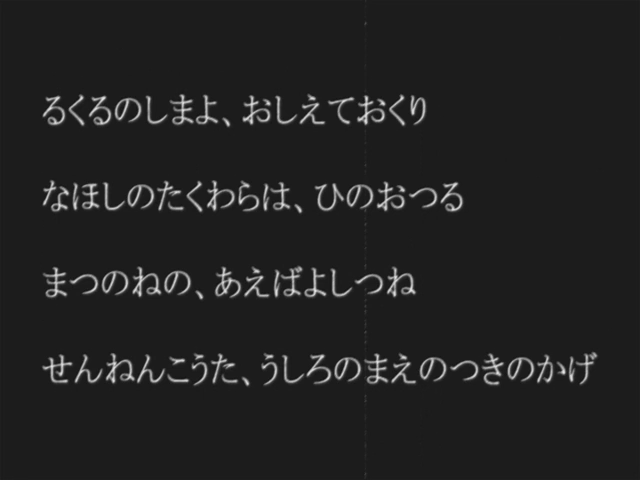 るくるのしまよ、おしえておくり
なほしのたくわらは、ひのおつる
まつのねの、あえばよしつね
せんねんこうた、うしろのまえのつきのかげ